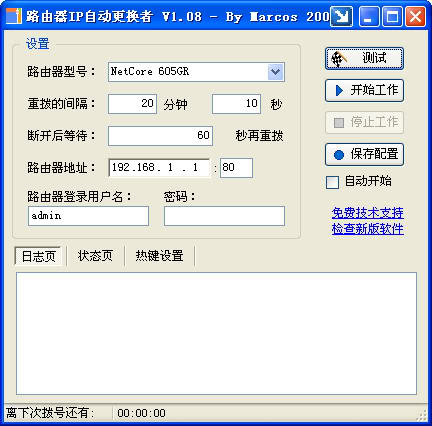 路由器IP自动更换者 V1.08 - By Marcos 200
设置
路由器型号： NetCore 605GR
重拨的间隔： 20 分钟 10 秒
断开后等待： 60 秒再重拨
路由器地址： 192.168. 1 . 1 : 80
路由器登录用户名： 密码：
admin
测试
开始工作
停止工作
保存配置
自动开始
免费技术支持
检查新版软件
日志页 状态页 热键设置
离下次拨号还有: 00:00:00